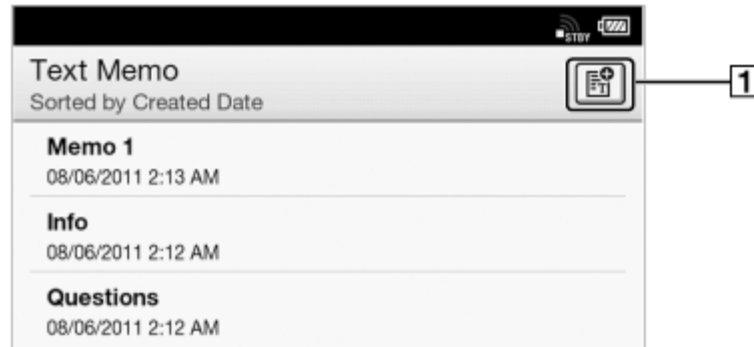 STBY
Text Memo
Sorted by Created Date
1
Memo 1
08/06/2011 2:13 AM
Info
08/06/2011 2:12 AM
Questions
08/06/2011 2:12 AM